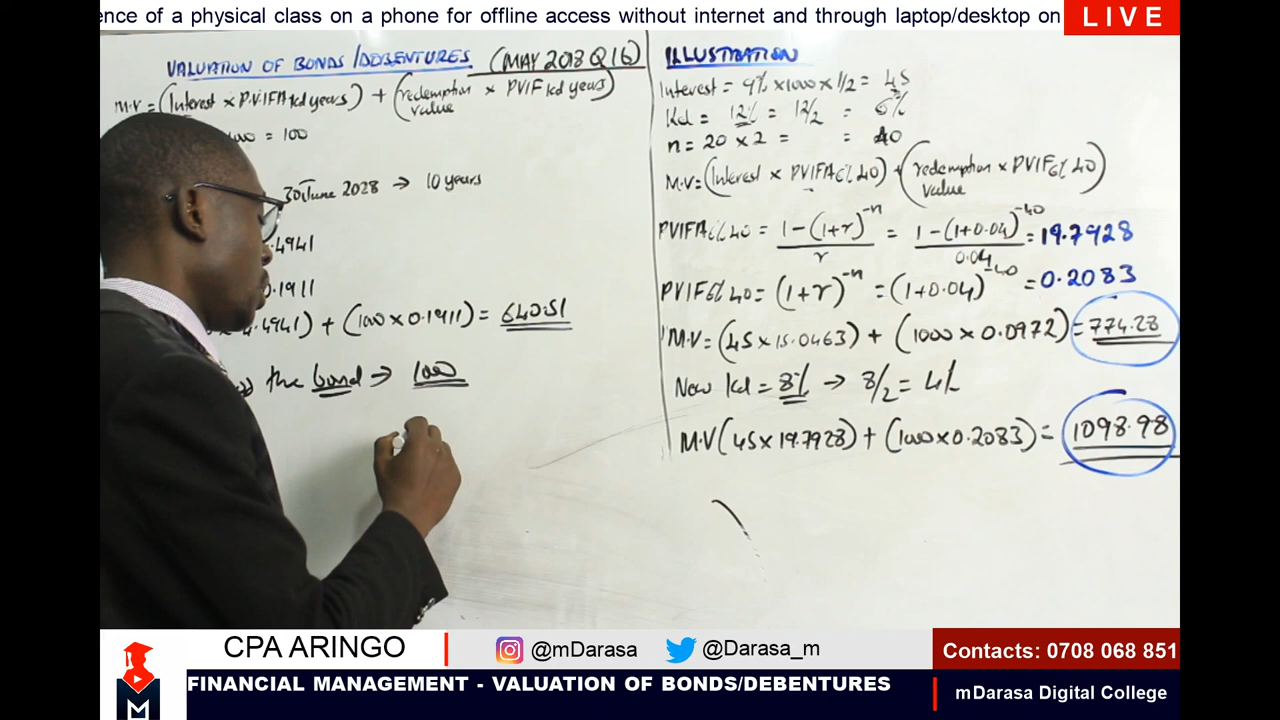 ence of a physical class on a phone for offline access without internet and through laptop/desktop on
LIVE
VALUATION OF BONDS/DEBENTURES (MAY 2018 Q1b)
M.V = (Interest x PVIFA kd years) + (redemption value x PVIF kd years)
= 100
30 June 2028 → 10 years
.4941
0.1911
4.4941) + (1000 x 0.1911) = 640.51
the bond → 1000
ILLUSTRATION
Interest = 9% x 1000 x 1/2 = 45
Kd = 12% = 12/2 = 6%
n = 20 x 2 = = 40
M.V = (Interest x PVIFA 6% 40) + (redemption value x PVIF 6% 40)
PVIFA 6% 40 = 1-(1+r)^-n / r = 1-(1+0.04)^-40 / 0.04 = 19.7928
PVIF 6% 40 = (1+r)^-n = (1+0.04)^-40 = 0.2083
M.V = (45 x 15.0463) + (1000 x 0.0972) = 774.28
New Kd = 8% → 8/2 = 4%
M.V (45 x 19.7928) + (1000 x 0.2083) = 1098.98
CPA ARINGO
@mDarasa
@Darasa_m
Contacts: 0708 068 851
M
FINANCIAL MANAGEMENT - VALUATION OF BONDS/DEBENTURES
mDarasa Digital College